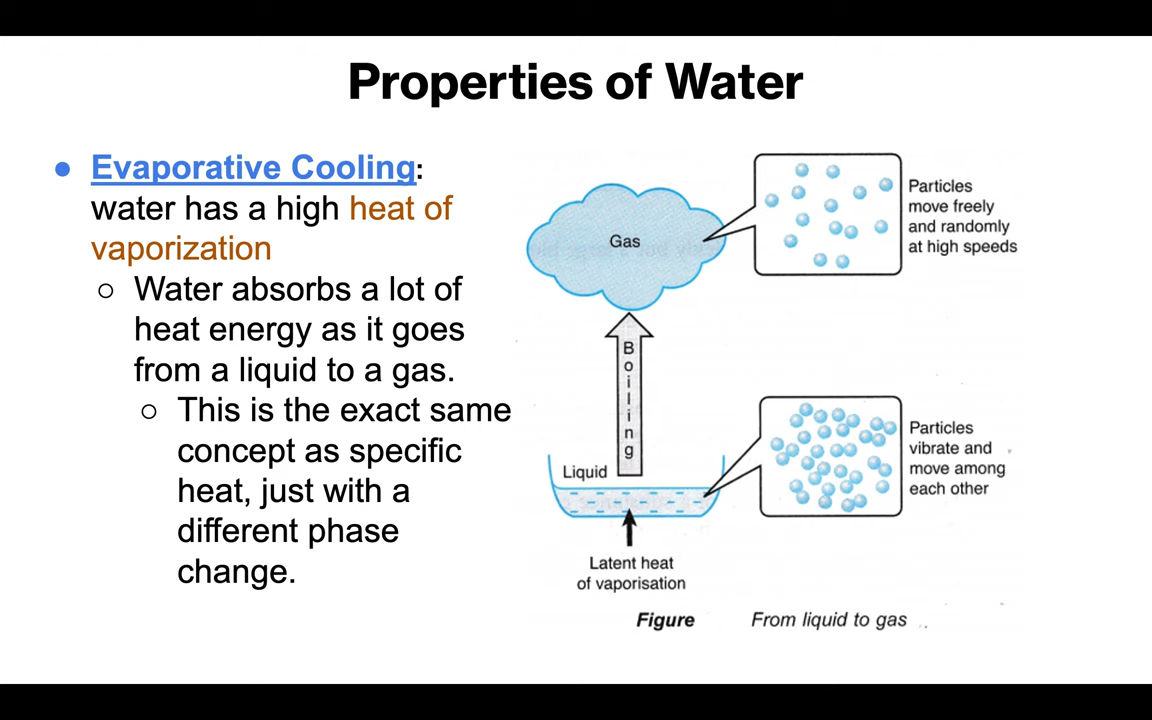 Properties of Water
● Evaporative Cooling:
water has a high heat of
vaporization
○ Water absorbs a lot of
heat energy as it goes
from a liquid to a gas.
○ This is the exact same
concept as specific
heat, just with a
different phase
change.
Gas
Particles
move freely
and randomly
at high speeds
Boiling
Liquid
Particles
vibrate and
move among
each other
Latent heat
of vaporisation
Figure From liquid to gas